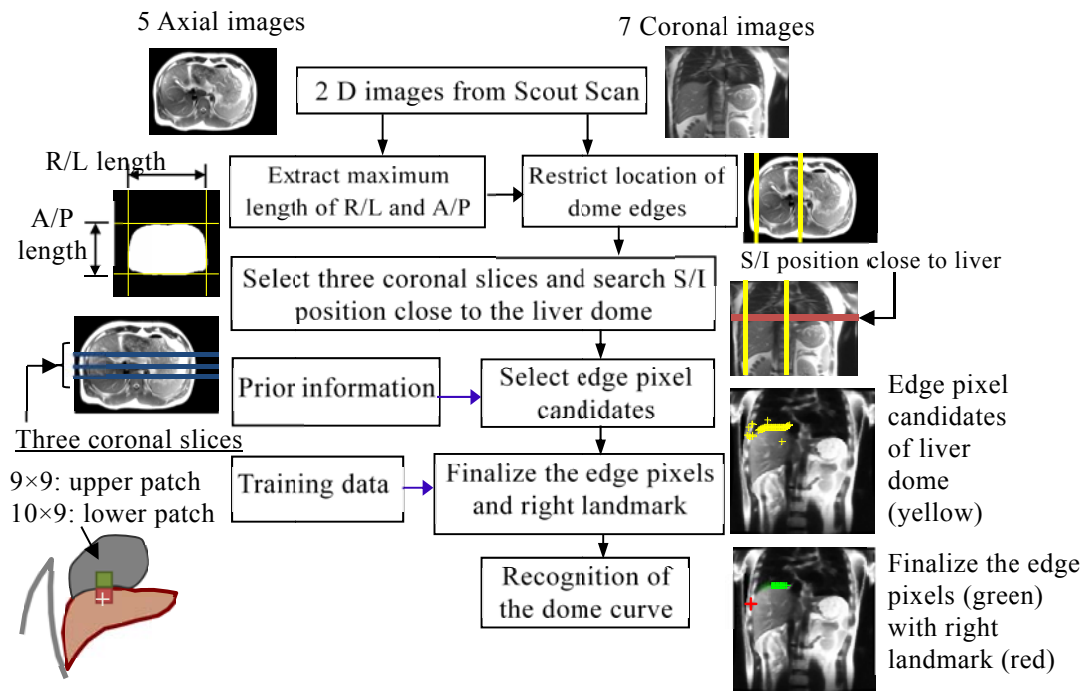 5 Axial images
7 Coronal images
2 D images from Scout Scan
R/L length
Extract maximum
length of R/L and A/P
Restrict location of
dome edges
A/P
length
S/I position close to liver
Select three coronal slices and search S/I
position close to the liver dome
Prior information
Select edge pixel
candidates
Edge pixel
candidates
of liver
dome
(yellow)
Three coronal slices
9×9: upper patch
10×9: lower patch
Training data
Finalize the edge pixels
and right landmark
Recognition of
the dome curve
Finalize the edge
pixels (green)
with right
landmark (red)